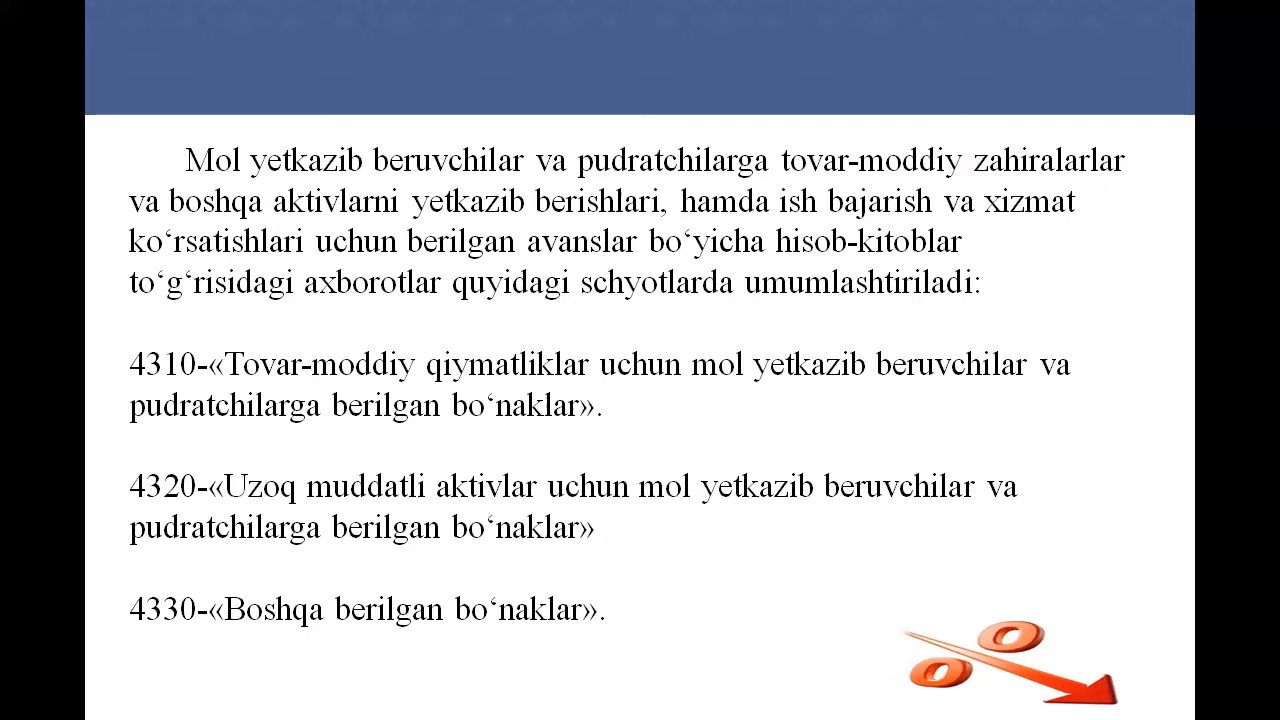 Mol yetkazib beruvchilar va pudratchilarga tovar-moddiy zahiralarlar
va boshqa aktivlarni yetkazib berishlari, hamda ish bajarish va xizmat
ko‘rsatishlari uchun berilgan avanslar bo‘yicha hisob-kitoblar
to‘g‘risidagi axborotlar quyidagi schyotlarda umumlashtiriladi:
4310-«Tovar-moddiy qiymatliklar uchun mol yetkazib beruvchilar va
pudratchilarga berilgan bo‘naklar».
4320-«Uzoq muddatli aktivlar uchun mol yetkazib beruvchilar va
pudratchilarga berilgan bo‘naklar»
4330-«Boshqa berilgan bo‘naklar».